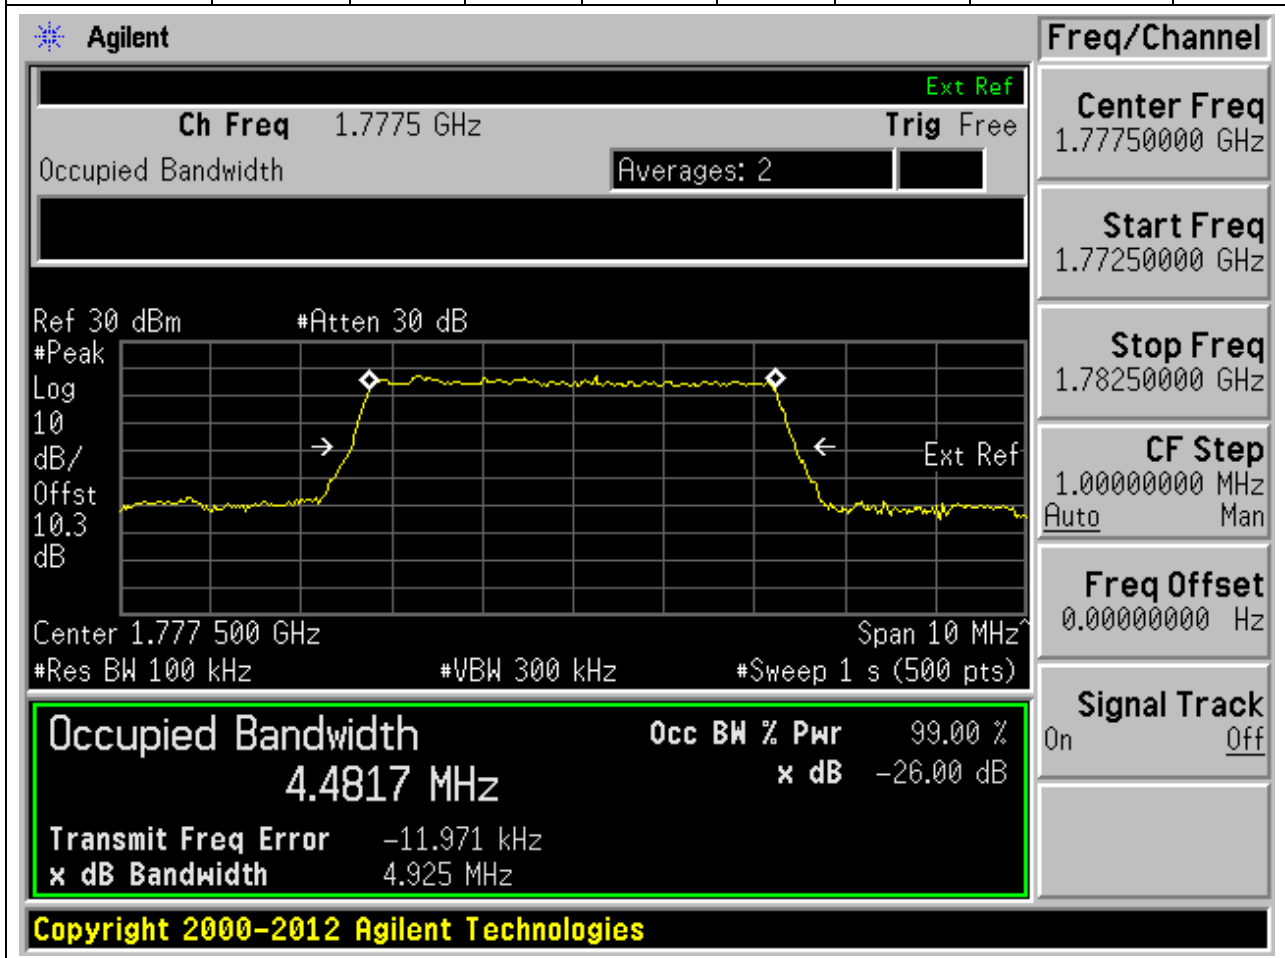 Agilent
Ext Ref
Ch Freq 1.7775 GHz Trig Free
Occupied Bandwidth Averages: 2
Ref 30 dBm #Atten 30 dB
#Peak
Log
10
dB/
Offst
10.3
dB
Ext Ref
Center 1.777 500 GHz Span 10 MHz^
#Res BW 100 kHz #VBW 300 kHz #Sweep 1 s (500 pts)
Occupied Bandwidth Occ BW % Pwr 99.00 %
4.4817 MHz x dB -26.00 dB
Transmit Freq Error -11.971 kHz
x dB Bandwidth 4.925 MHz
Copyright 2000-2012 Agilent Technologies
Freq/Channel
Center Freq
1.77750000 GHz
Start Freq
1.77250000 GHz
Stop Freq
1.78250000 GHz
CF Step
1.00000000 MHz
Auto Man
Freq Offset
0.00000000 Hz
Signal Track
On Off